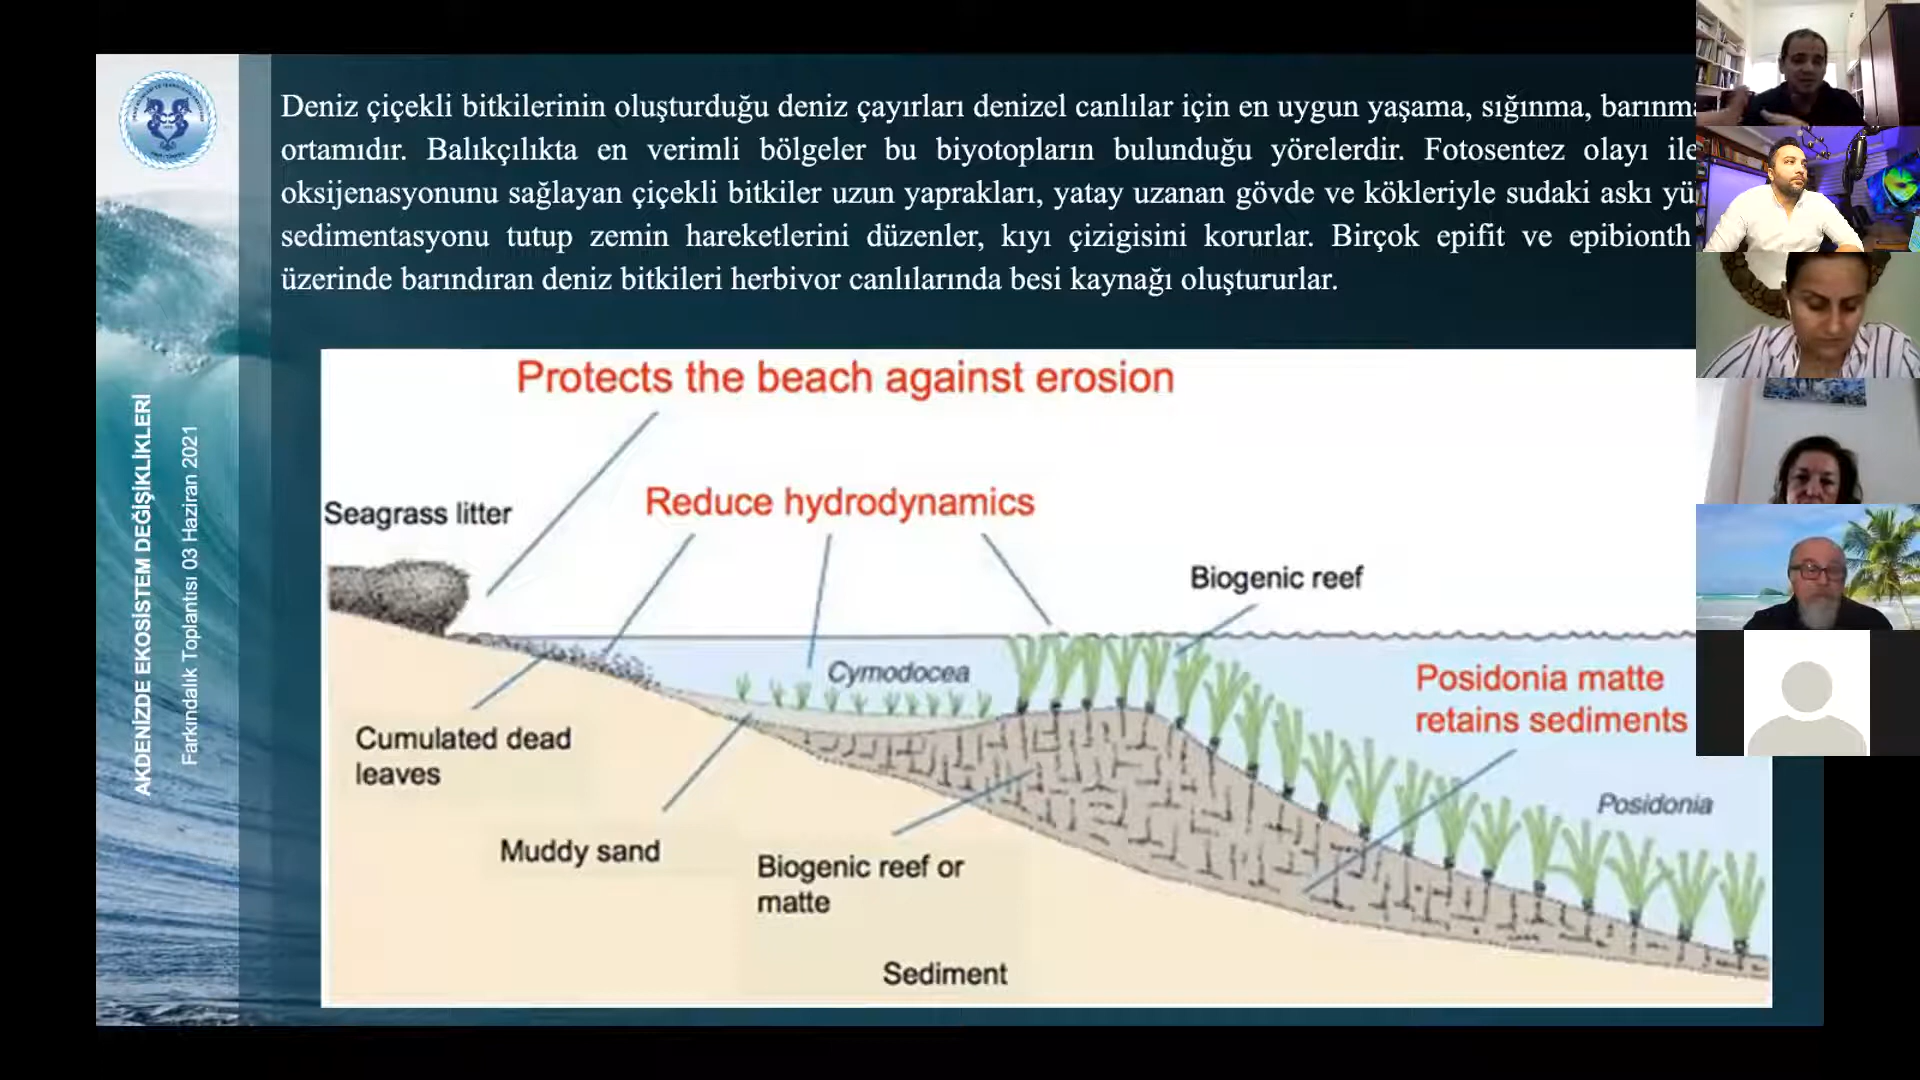 Deniz çiçekli bitkilerinin oluşturduğu deniz çayırları denizel canlılar için en uygun yaşama, sığınma,
ortamıdır. Balıkçılıkta en verimli bölgeler bu biyotopların bulunduğu yörelerdir. Fotosentez olayı ile
oksijenasyonunu sağlayan çiçekli bitkiler uzun yaprakları, yatay uzanan gövde ve kökleriyle sudaki askı
sedimentasyonu tutup zemin hareketlerini düzenler, kıyı çizigisini korurlar. Birçok epifit ve epibionth
üzerinde barındıran deniz bitkileri herbivor canlılarında besi kaynağı oluştururlar.
AKDENİZDE EKOSİSTEM DEĞİŞİKLİKLERİ
Farkındalık Toplantısı 03 Haziran 2021
Protects the beach against erosion
Seagrass litter
Reduce hydrodynamics
Biogenic reef
Cymodocea
Posidonia matte
retains sediments
Cumulated dead
leaves
Posidonia
Muddy sand
Biogenic reef or
matte
Sediment